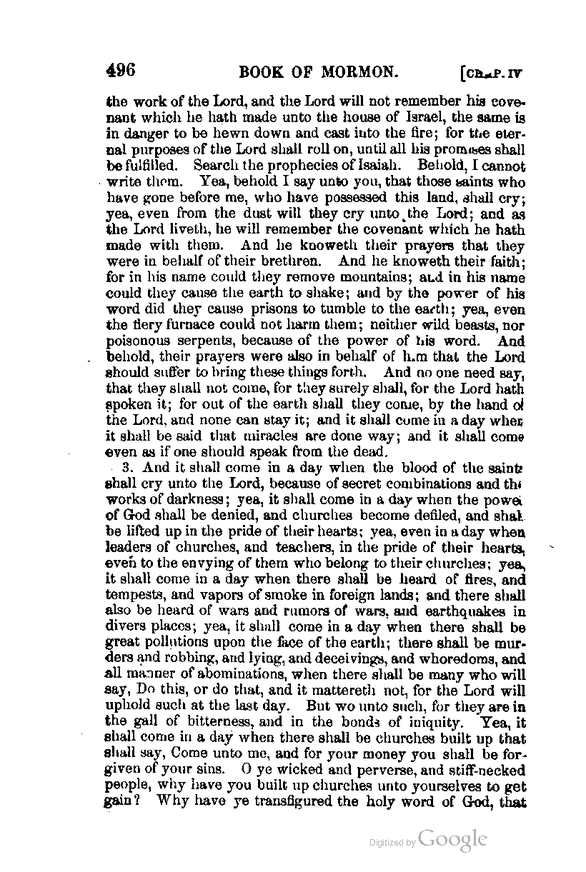 496 BOOK OF MORMON. [CHAP. IV
the work of the Lord, and the Lord will not remember his cove-
nant which he hath made unto the house of Israel, the same is
in danger to be hewn down and cast into the fire; for the eter-
nal purposes of the Lord shall roll on, until all his promises shall
be fulfilled. Search the prophecies of Isaiah. Behold, I cannot
write them. Yea, behold I say unto you, that those saints who
have gone before me, who have possessed this land, shall cry;
yea, even from the dust will they cry unto the Lord; and as
the Lord liveth, he will remember the covenant which he hath
made with them. And he knoweth their prayers that they
were in behalf of their brethren. And he knoweth their faith;
for in his name could they remove mountains; and in his name
could they cause the earth to shake; and by the power of his
word did they cause prisons to tumble to the earth; yea, even
the fiery furnace could not harm them; neither wild beasts, nor
poisonous serpents, because of the power of his word. And
behold, their prayers were also in behalf of him that the Lord
should suffer to bring these things forth. And no one need say,
that they shall not come, for they surely shall, for the Lord hath
spoken it; for out of the earth shall they come, by the hand of
the Lord, and none can stay it; and it shall come in a day when
it shall be said that miracles are done way; and it shall come
even as if one should speak from the dead.
3. And it shall come in a day when the blood of the saints
shall cry unto the Lord, because of secret combinations and the
works of darkness; yea, it shall come in a day when the power
of God shall be denied, and churches become defiled, and shall
be lifted up in the pride of their hearts; yea, even in a day when
leaders of churches, and teachers, in the pride of their hearts,
even to the envying of them who belong to their churches; yea,
it shall come in a day when there shall be heard of fires, and
tempests, and vapors of smoke in foreign lands; and there shall
also be heard of wars and rumors of wars, and earthquakes in
divers places; yea, it shall come in a day when there shall be
great pollutions upon the face of the earth; there shall be mur-
ders and robbing, and lying, and deceivings, and whoredoms, and
all manner of abominations, when there shall be many who will
say, Do this, or do that, and it mattereth not, for the Lord will
uphold such at the last day. But wo unto such, for they are in
the gall of bitterness, and in the bonds of iniquity. Yea, it
shall come in a day when there shall be churches built up that
shall say, Come unto me, and for your money you shall be for-
given of your sins. O ye wicked and perverse, and stiff-necked
people, why have you built up churches unto yourselves to get
gain? Why have ye transfigured the holy word of God, that
Digitized by Google